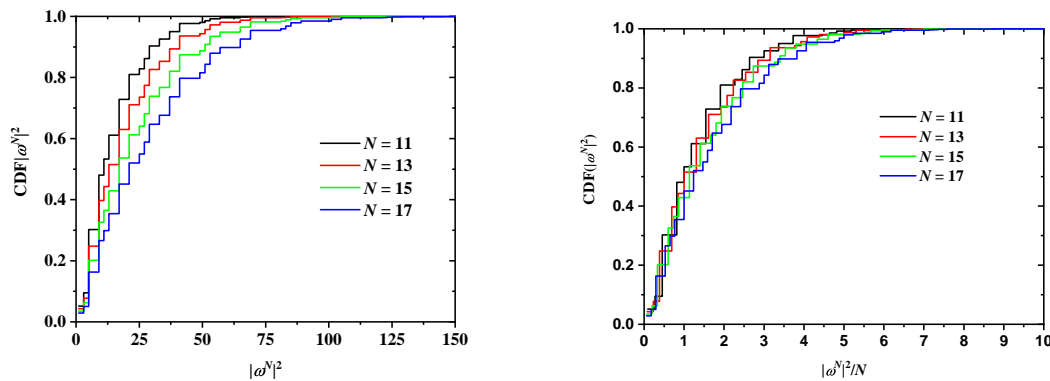 CDF|ω^N|^2
1.0
0.8
0.6
0.4
0.2
0.0
N = 11
N = 13
N = 15
N = 17
0 25 50 75 100 125 150
|ω^N|^2
CDF(|ω^N|^2)
1.0
0.8
0.6
0.4
0.2
0.0
N = 11
N = 13
N = 15
N = 17
0 1 2 3 4 5 6 7 8 9 10
|ω^N|^2/N